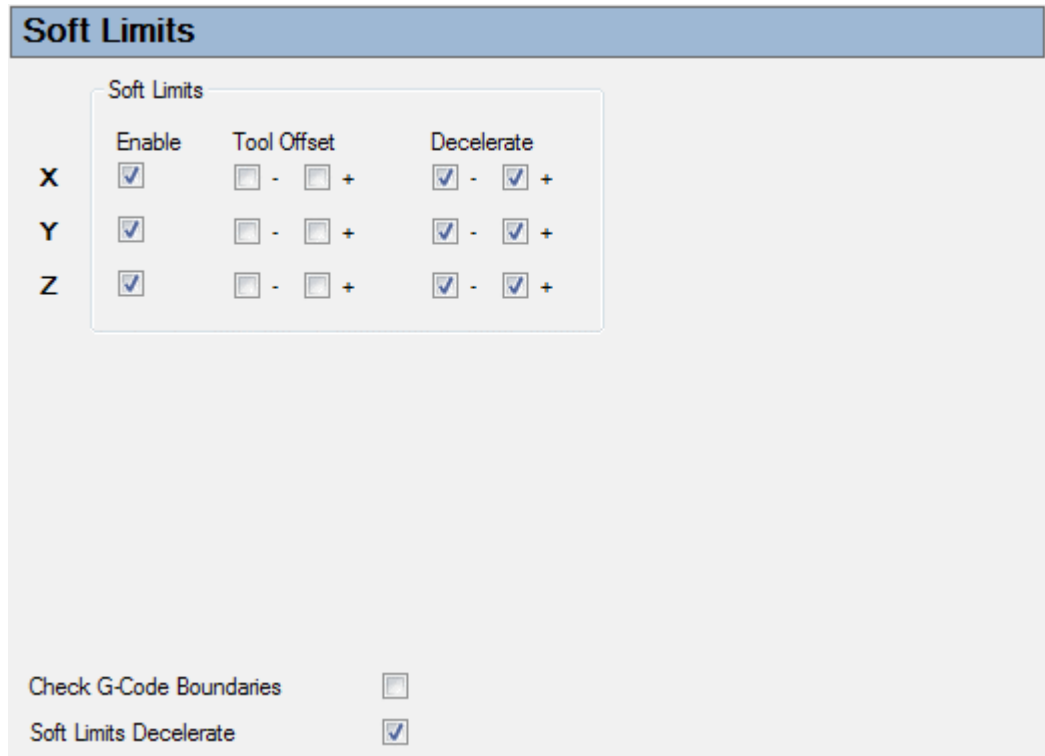 Soft Limits
Soft Limits
Enable Tool Offset Decelerate
X - + - +
Y - + - +
Z - + - +
Check G-Code Boundaries
Soft Limits Decelerate